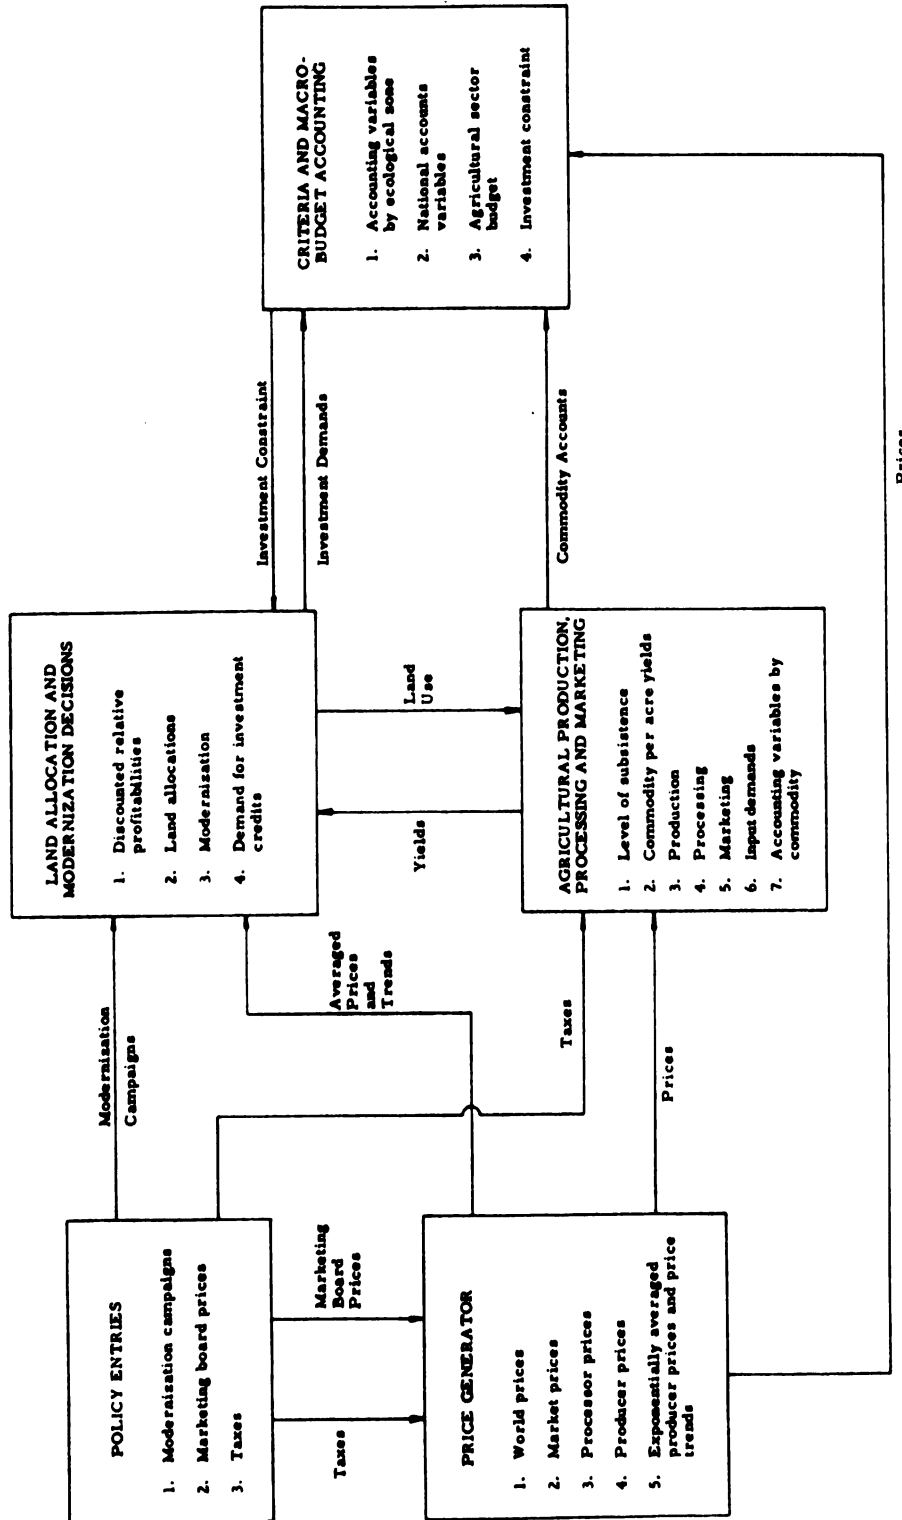 POLICY ENTRIES
1. Modernization campaigns
2. Marketing board prices
3. Taxes
Modernization
Campaigns
Taxes
Marketing
Board
Prices
PRICE GENERATOR
1. World prices
2. Market prices
3. Processor prices
4. Producer prices
5. Exponentially averaged
producer prices and price
trends
Averaged
Prices
and
Trends
Taxes
Prices
LAND ALLOCATION AND
MODERNIZATION DECISIONS
1. Discounted relative
profitabilities
2. Land allocations
3. Modernization
4. Demand for investment
credits
Yields
Land
Use
AGRICULTURAL PRODUCTION,
PROCESSING AND MARKETING
1. Level of subsistence
2. Commodity per acre yields
3. Production
4. Processing
5. Marketing
6. Input demands
7. Accounting variables by
commodity
Investment Constraint
Investment Demands
Commodity Accounts
CRITERIA AND MACRO-
BUDGET ACCOUNTING
1. Accounting variables
by ecological zone
2. National accounts
variables
3. Agricultural sector
budget
4. Investment constraint
Prices